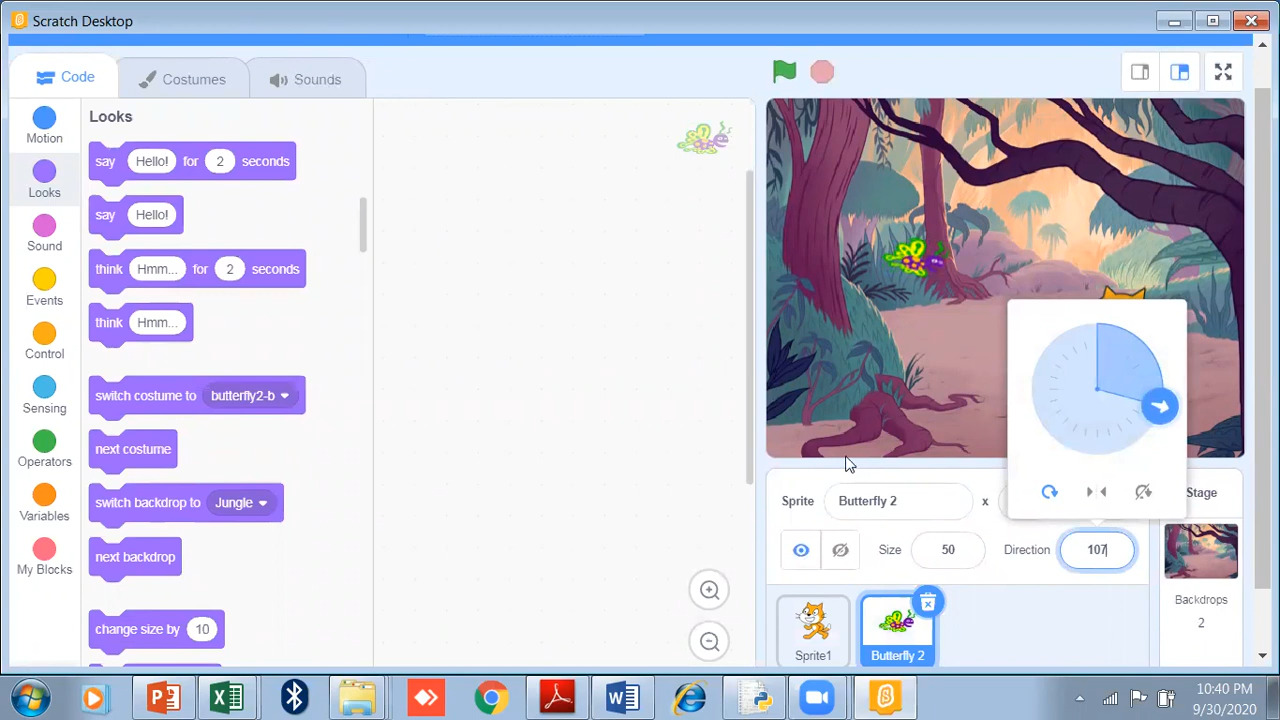 Scratch Desktop
Code
Costumes
Sounds
Motion
Looks
Sound
Events
Control
Sensing
Operators
Variables
My Blocks
Looks
say Hello! for 2 seconds
say Hello!
think Hmm... for 2 seconds
think Hmm...
switch costume to butterfly2-b
next costume
switch backdrop to Jungle
next backdrop
change size by 10
Sprite Butterfly 2 x
Size 50 Direction 107
Sprite1
Butterfly 2
Stage
Backdrops
2
10:40 PM
9/30/2020